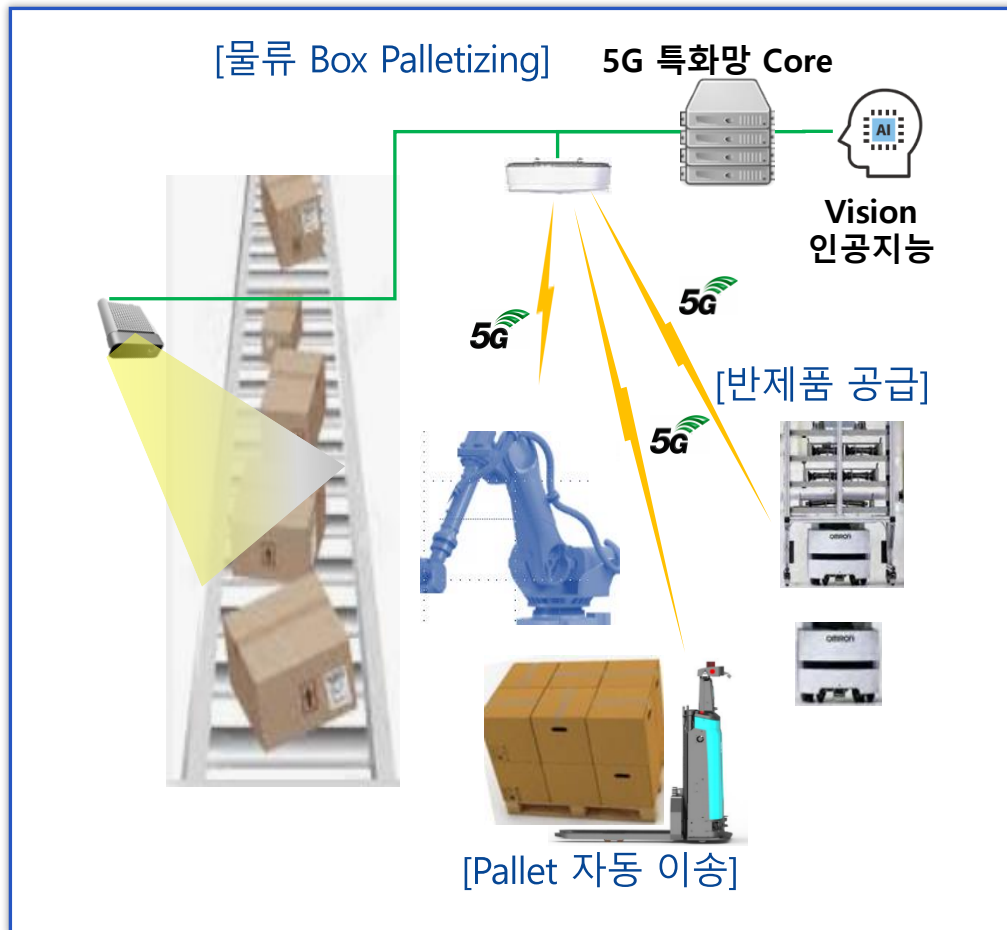 [물류 Box Palletizing]
5G 특화망 Core
AI
Vision
인공지능
5G
5G
[반제품 공급]
5G
OMRON
OMRON
[Pallet 자동 이송]